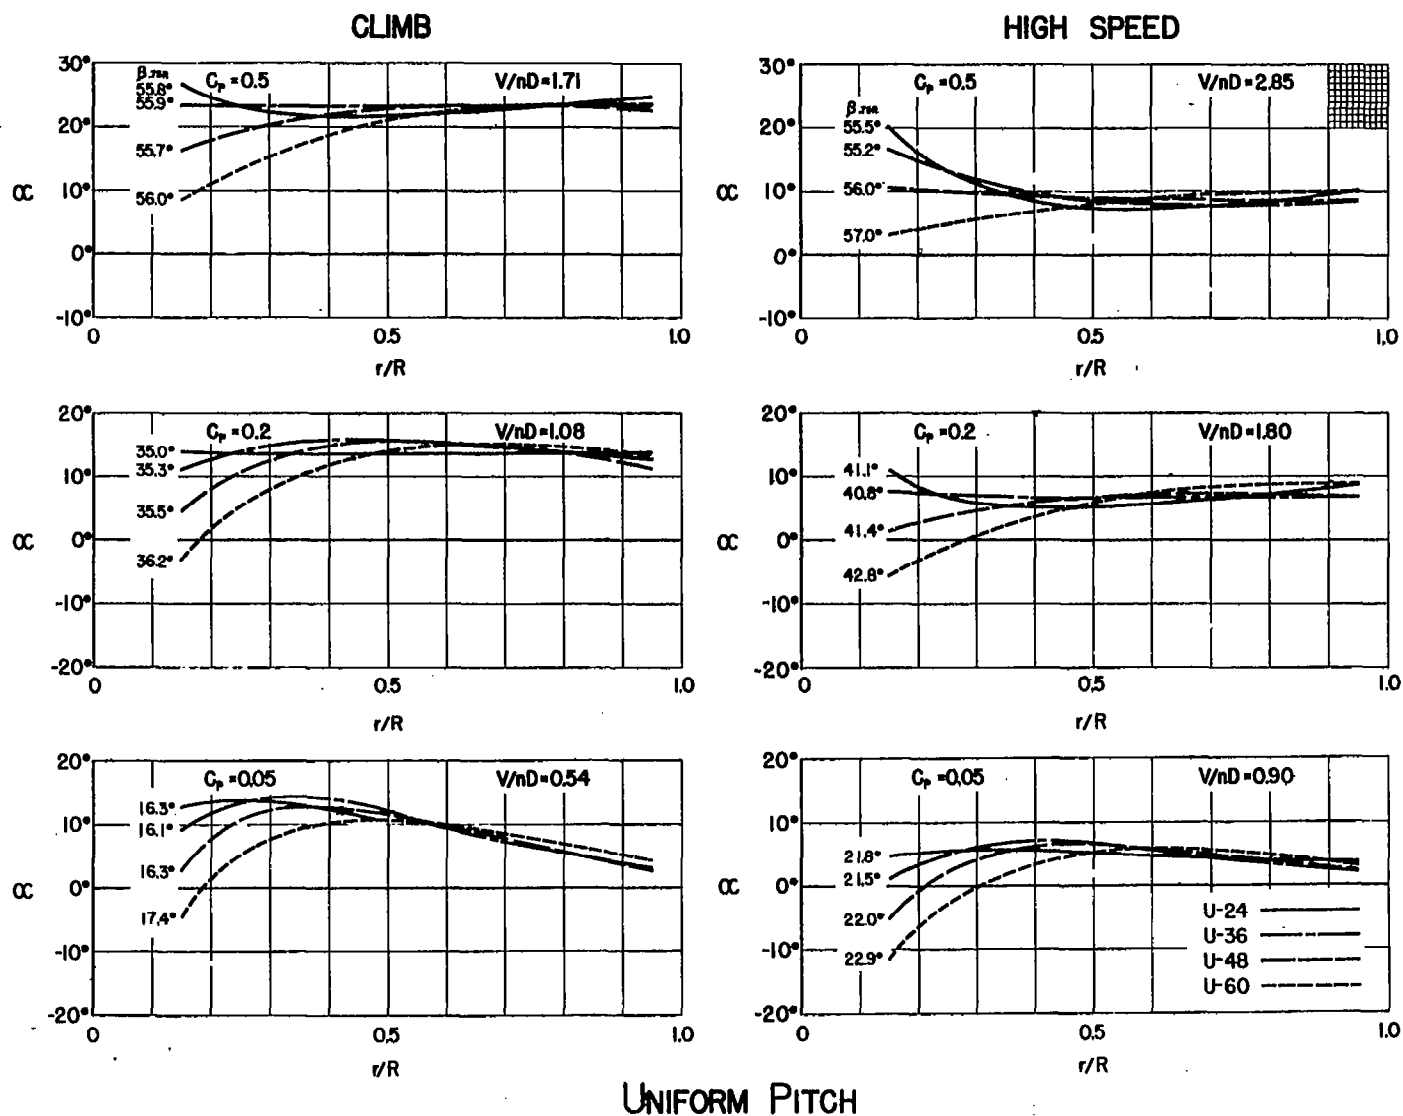 CLIMB
HIGH SPEED
30°
20°
10°
0°
-10°
α
β.75R
55.8°
55.9°
55.7°
56.0°
Cₚ=0.5
V/nD=1.71
0
0.5
1.0
r/R
30°
20°
10°
0°
-10°
α
β.75R
55.5°
55.2°
56.0°
57.0°
Cₚ=0.5
V/nD=2.85
0
0.5
1.0
r/R
20°
10°
0°
-10°
-20°
α
35.0°
35.3°
35.5°
36.2°
Cₚ=0.2
V/nD=1.08
0
0.5
1.0
r/R
20°
10°
0°
-10°
-20°
α
41.1°
40.8°
41.4°
42.8°
Cₚ=0.2
V/nD=1.80
0
0.5
1.0
r/R
20°
10°
0°
-10°
-20°
α
16.3°
16.1°
16.3°
17.4°
Cₚ=0.05
V/nD=0.54
0
0.5
1.0
r/R
20°
10°
0°
-10°
-20°
α
21.8°
21.5°
22.0°
22.9°
Cₚ=0.05
V/nD=0.90
U-24
U-36
U-48
U-60
0
0.5
1.0
r/R
UNIFORM PITCH